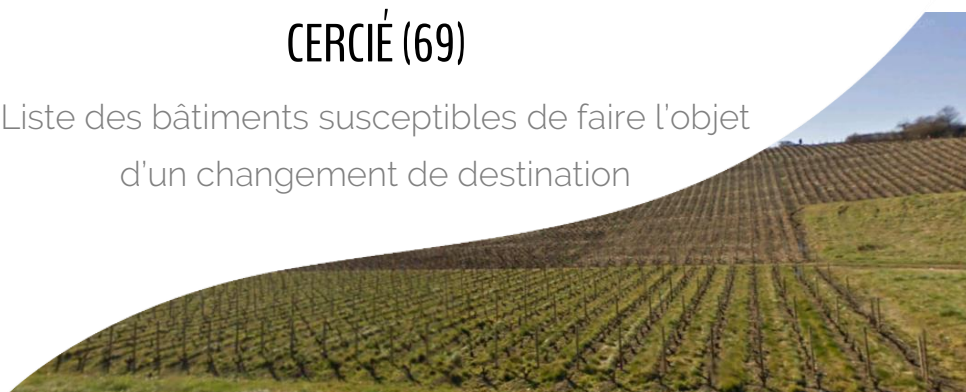 CERCIÉ (69)
Liste des bâtiments susceptibles de faire l'objet
d'un changement de destination